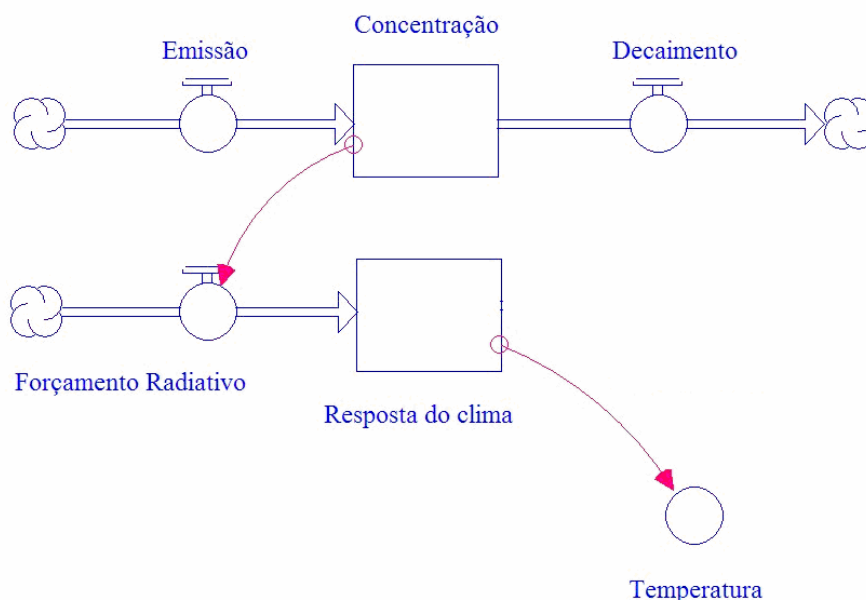 Concentração
Emissão
Decaimento
Forçamento Radiativo
Resposta do clima
Temperatura